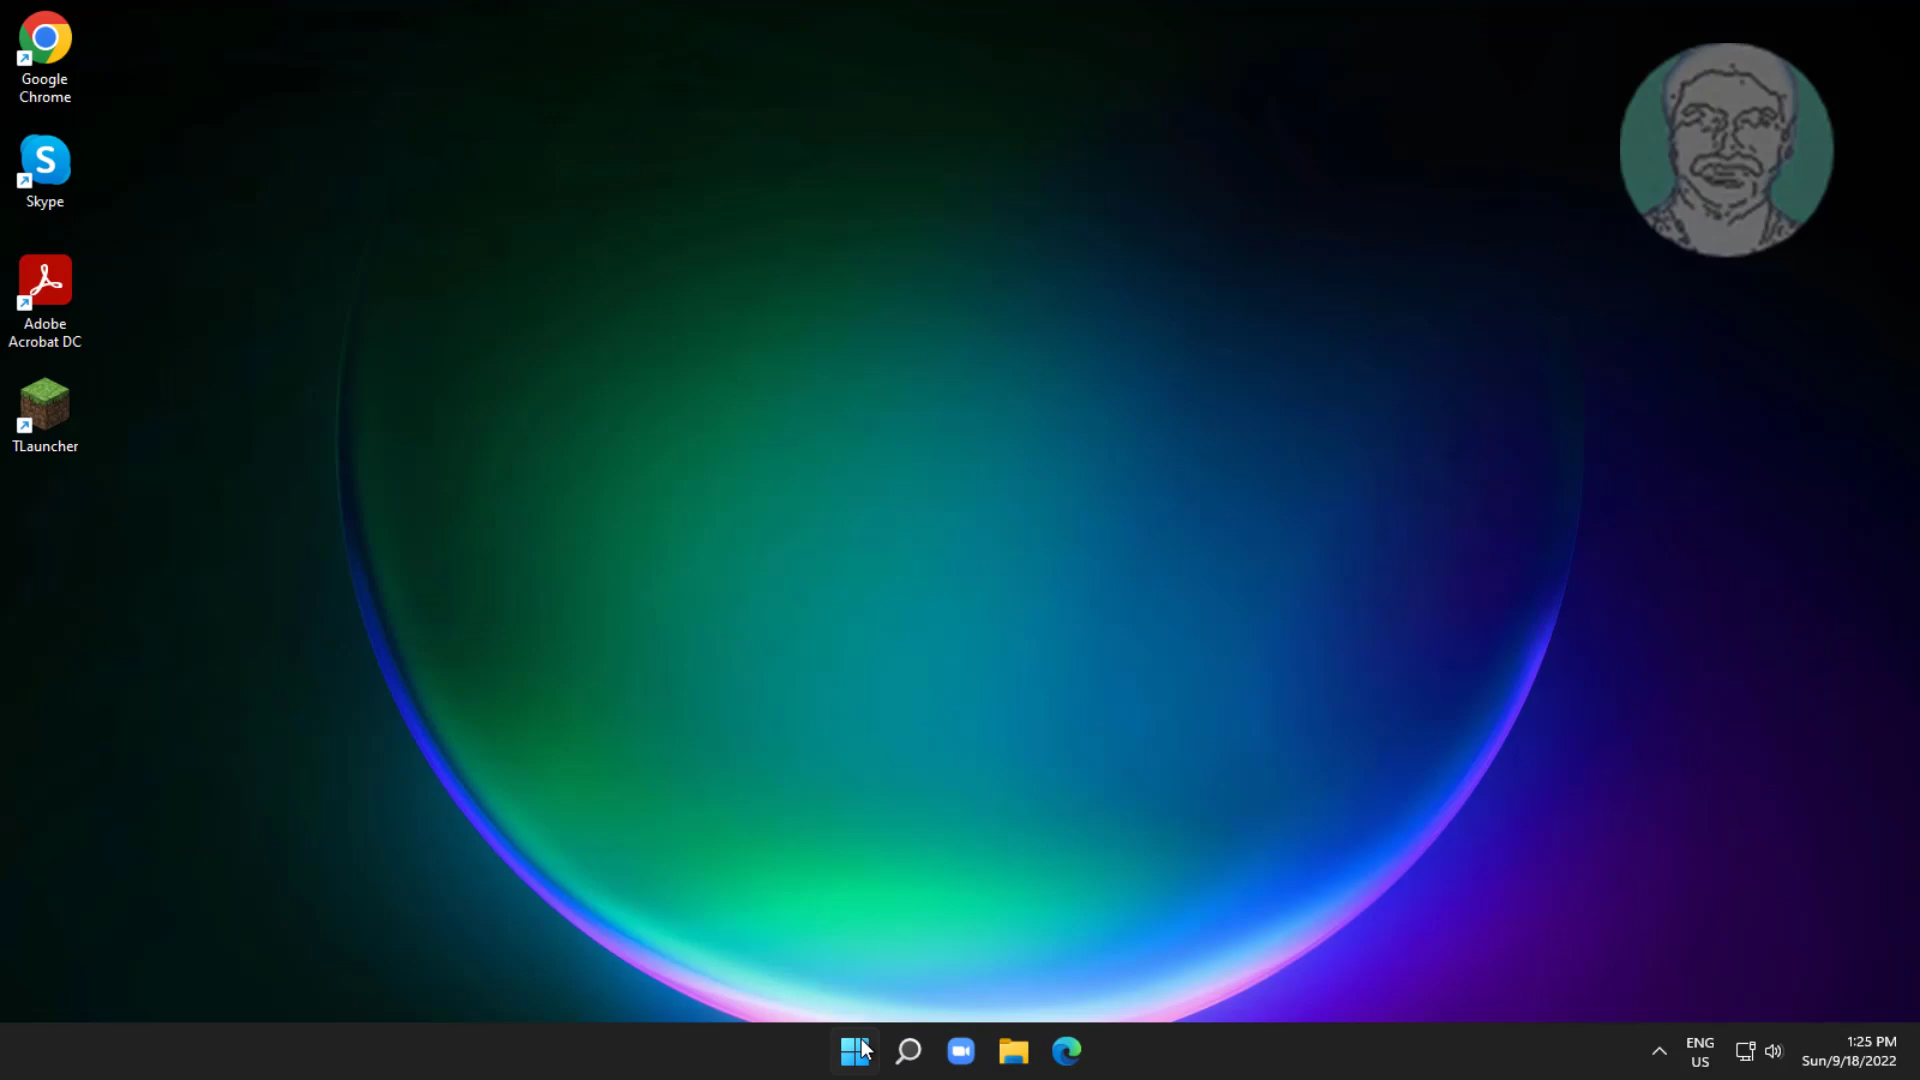 Google
Chrome
S
Skype
Adobe
Acrobat DC
TLauncher
ENG
US
1:25 PM
Sun/9/18/2022